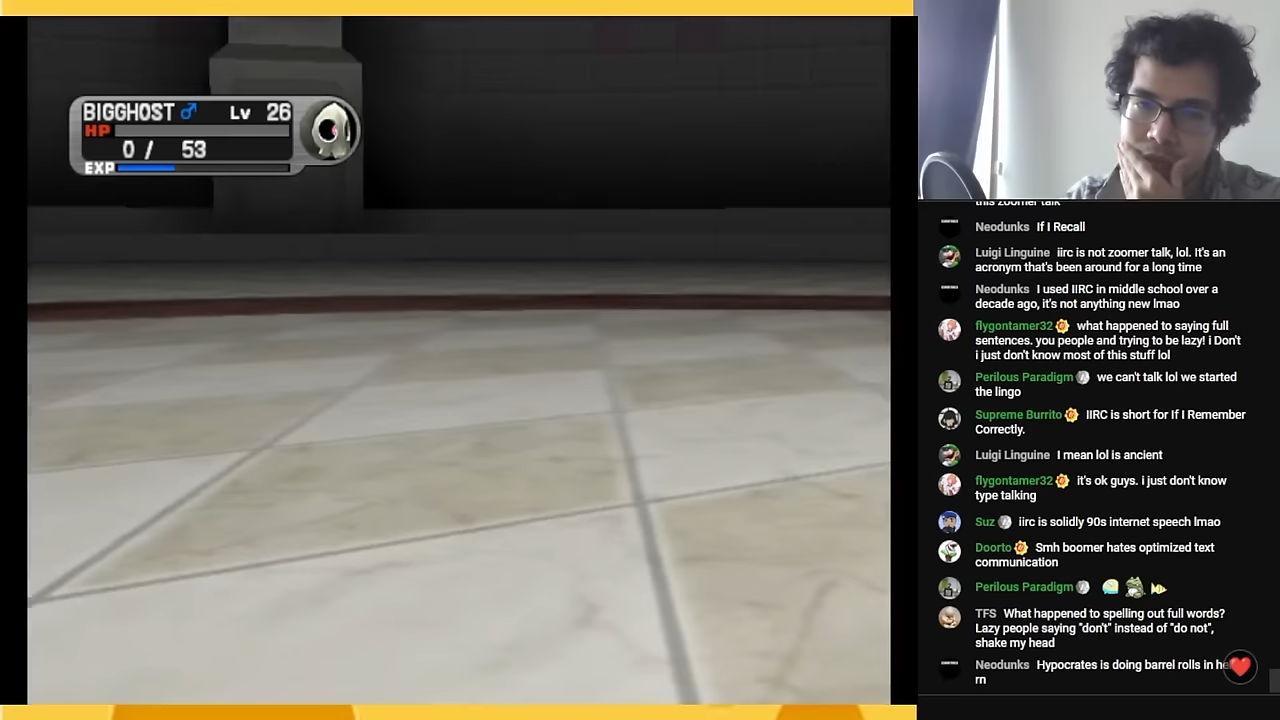 BIGGHOST♂ Lv 26
HP
0 / 53
EXP
this zoomer talk
Neodunks If I Recall
Luigi Linguine iirc is not zoomer talk, lol. It's an
acronym that's been around for a long time
Neodunks I used IIRC in middle school over a
decade ago, it's not anything new lmao
flygontamer32 what happened to saying full
sentences. you people and trying to be lazy! i Don't
i just don't know most of this stuff lol
Perilous Paradigm we can't talk lol we started
the lingo
Supreme Burrito IIRC is short for If I Remember
Correctly.
Luigi Linguine I mean lol is ancient
flygontamer32 it's ok guys. i just don't know
type talking
Suz iirc is solidly 90s internet speech lmao
Doorto Smh boomer hates optimized text
communication
Perilous Paradigm
TFS What happened to spelling out full words?
Lazy people saying "don't" instead of "do not",
shake my head
Neodunks Hypocrates is doing barrel rolls in he
rn